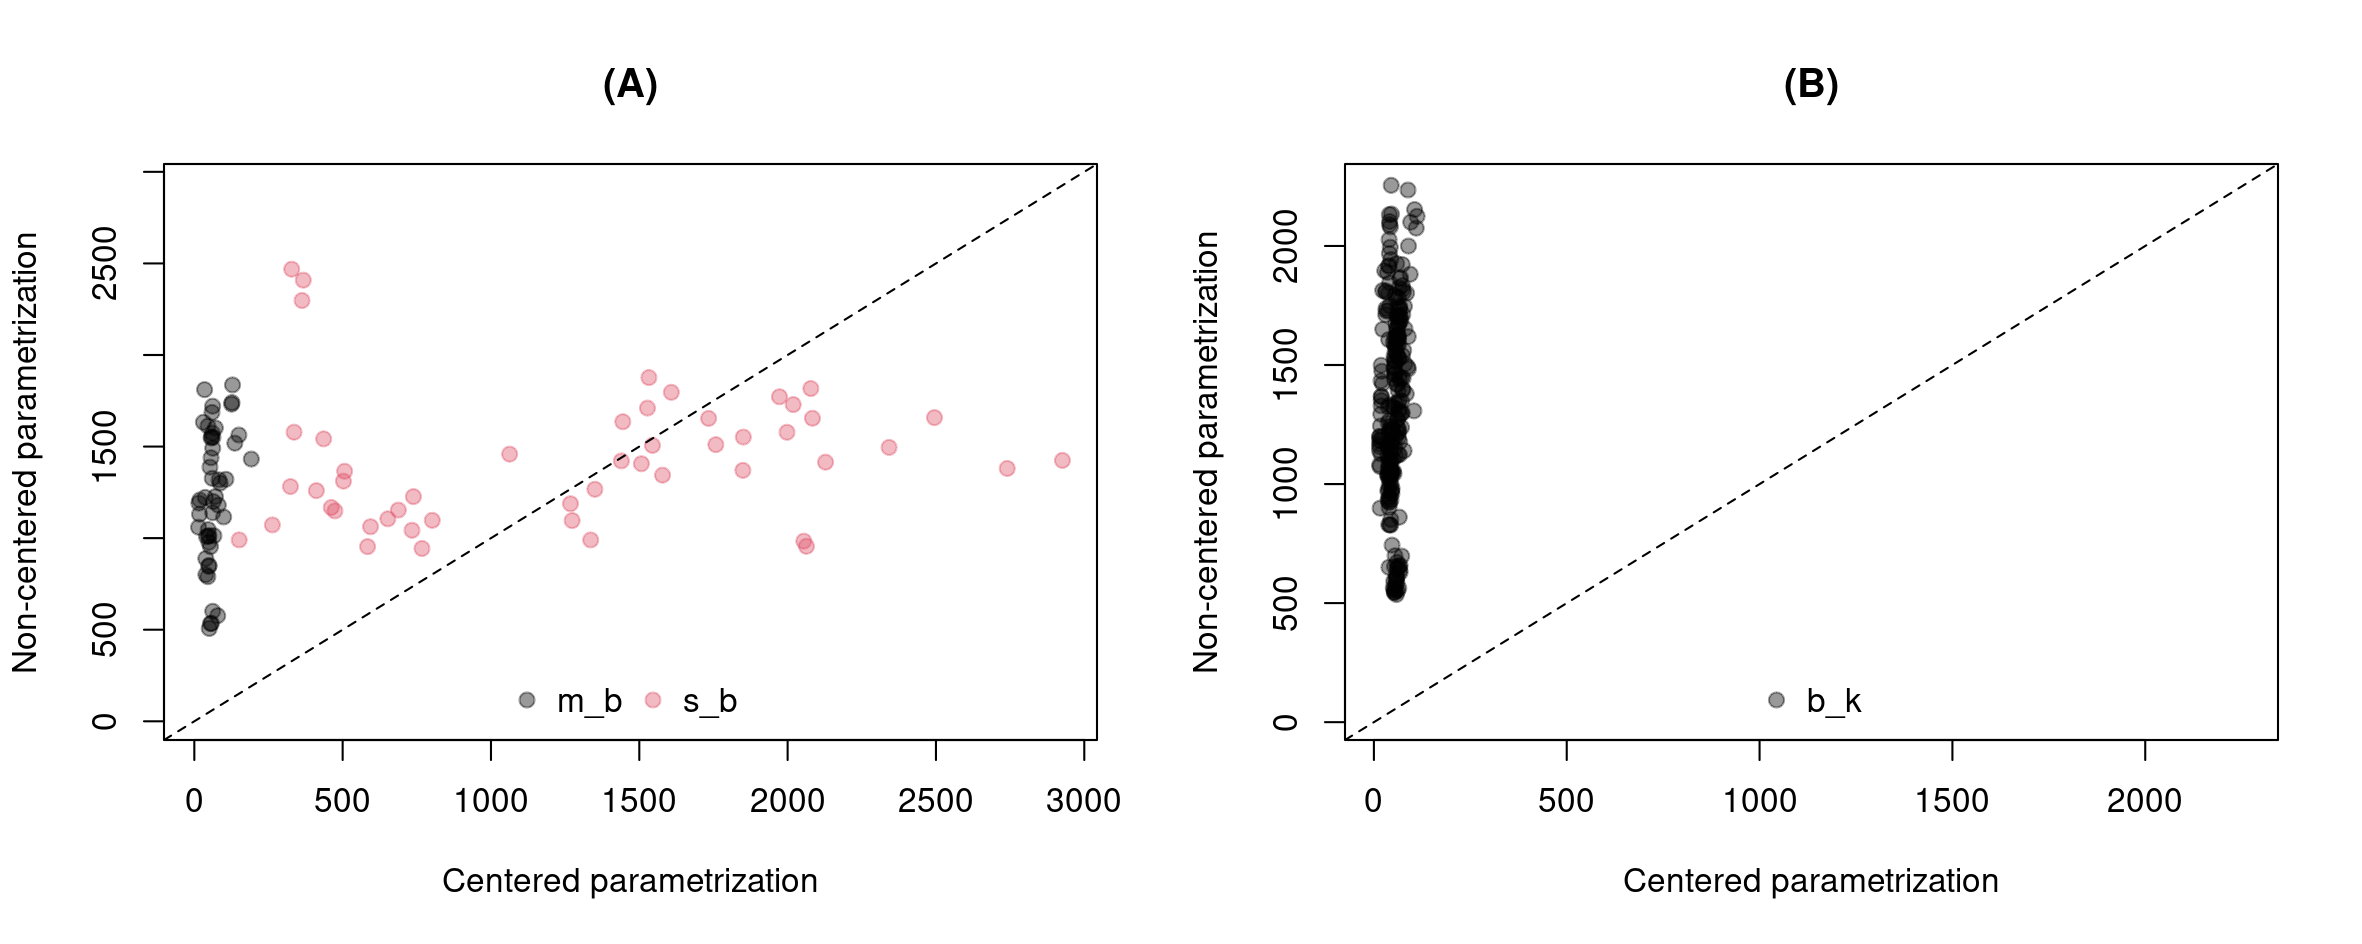 (A)
Non-centered parametrization
0 500 1500 2500
m_b s_b
0 500 1000 1500 2000 2500 3000
Centered parametrization
(B)
Non-centered parametrization
0 500 1000 1500 2000
b_k
0 500 1000 1500 2000
Centered parametrization